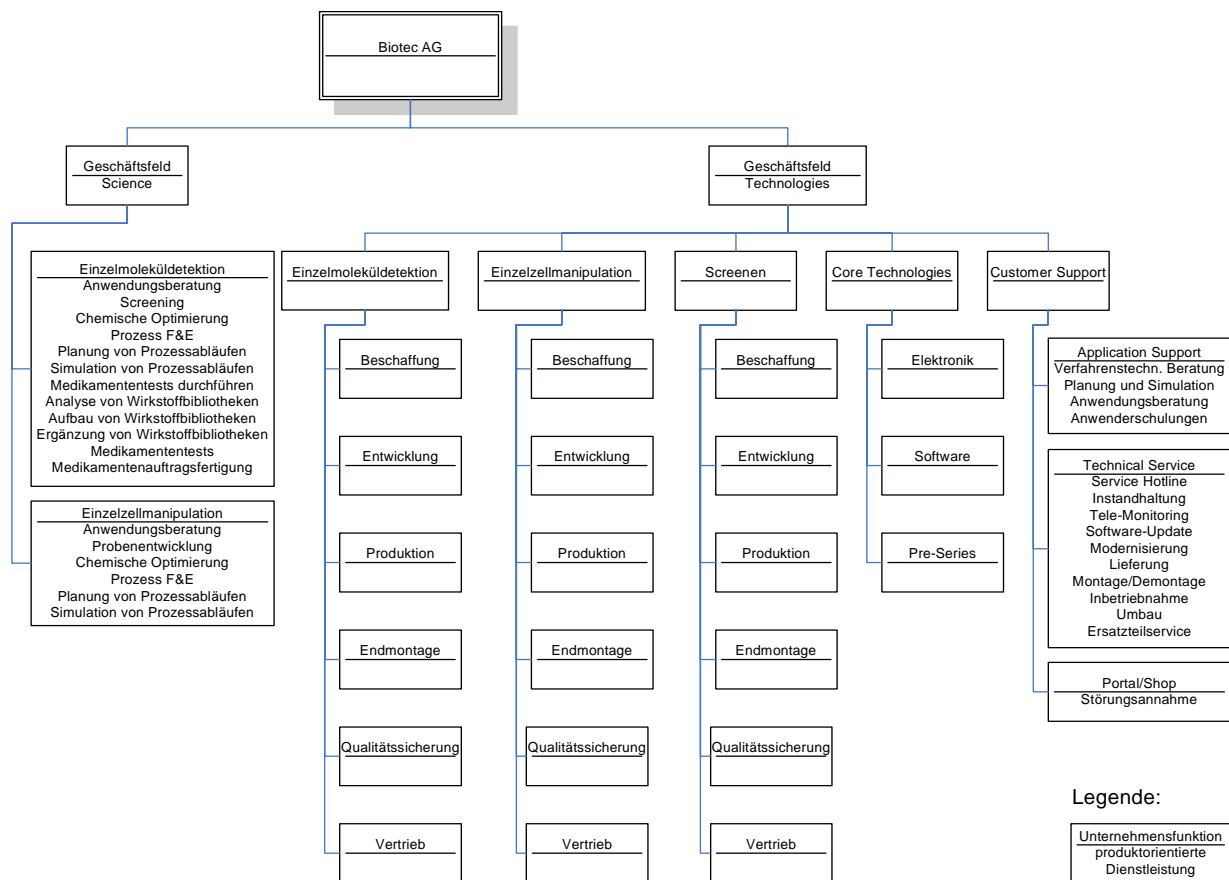 Biotec AG
Geschäftsfeld
Science
Geschäftsfeld
Technologies
Einzelmoleküldetektion
Anwendungsberatung
Screening
Chemische Optimierung
Prozess F&E
Planung von Prozessabläufen
Simulation von Prozessabläufen
Medikamententests durchführen
Analyse von Wirkstoffbibliotheken
Aufbau von Wirkstoffbibliotheken
Ergänzung von Wirkstoffbibliotheken
Medikamententests
Medikamentenauftragsfertigung
Einzelzellmanipulation
Anwendungsberatung
Probenentwicklung
Chemische Optimierung
Prozess F&E
Planung von Prozessabläufen
Simulation von Prozessabläufen
Einzelmoleküldetektion
Beschaffung
Entwicklung
Produktion
Endmontage
Qualitätssicherung
Vertrieb
Einzelzellmanipulation
Beschaffung
Entwicklung
Produktion
Endmontage
Qualitätssicherung
Vertrieb
Screenen
Beschaffung
Entwicklung
Produktion
Endmontage
Qualitätssicherung
Vertrieb
Core Technologies
Elektronik
Software
Pre-Series
Customer Support
Application Support
Verfahrenstechn. Beratung
Planung und Simulation
Anwendungsberatung
Anwenderschulungen
Technical Service
Service Hotline
Instandhaltung
Tele-Monitoring
Software-Update
Modernisierung
Lieferung
Montage/Demontage
Inbetriebnahme
Umbau
Ersatzteilservice
Portal/Shop
Störungsannahme
Legende:
Unternehmensfunktion
produktorientierte
Dienstleistung